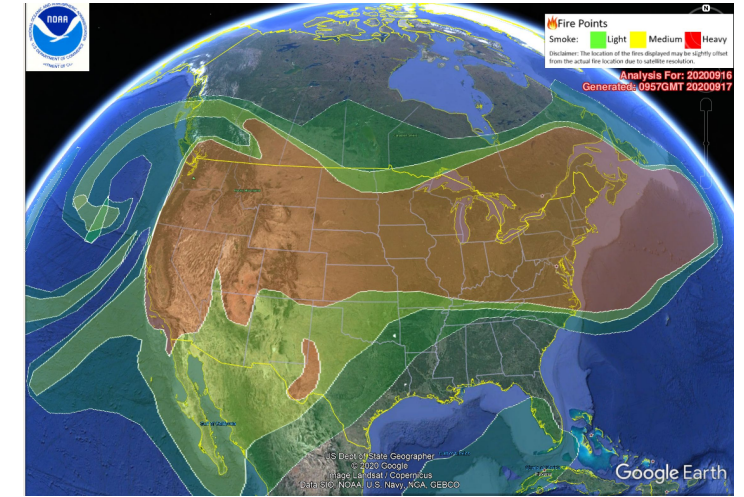 NOAA
Fire Points
Smoke: Light Medium Heavy
Disclaimer: The location of the fires displayed may be slightly offset
from the actual fire location due to satellite resolution.
N
Analysis For: 20200916
Generated: 0957GMT 20200917
US Dept of State Geographer
© 2020 Google
Image Landsat / Copernicus
Data SIO, NOAA, U.S. Navy, NGA, GEBCO
Google Earth